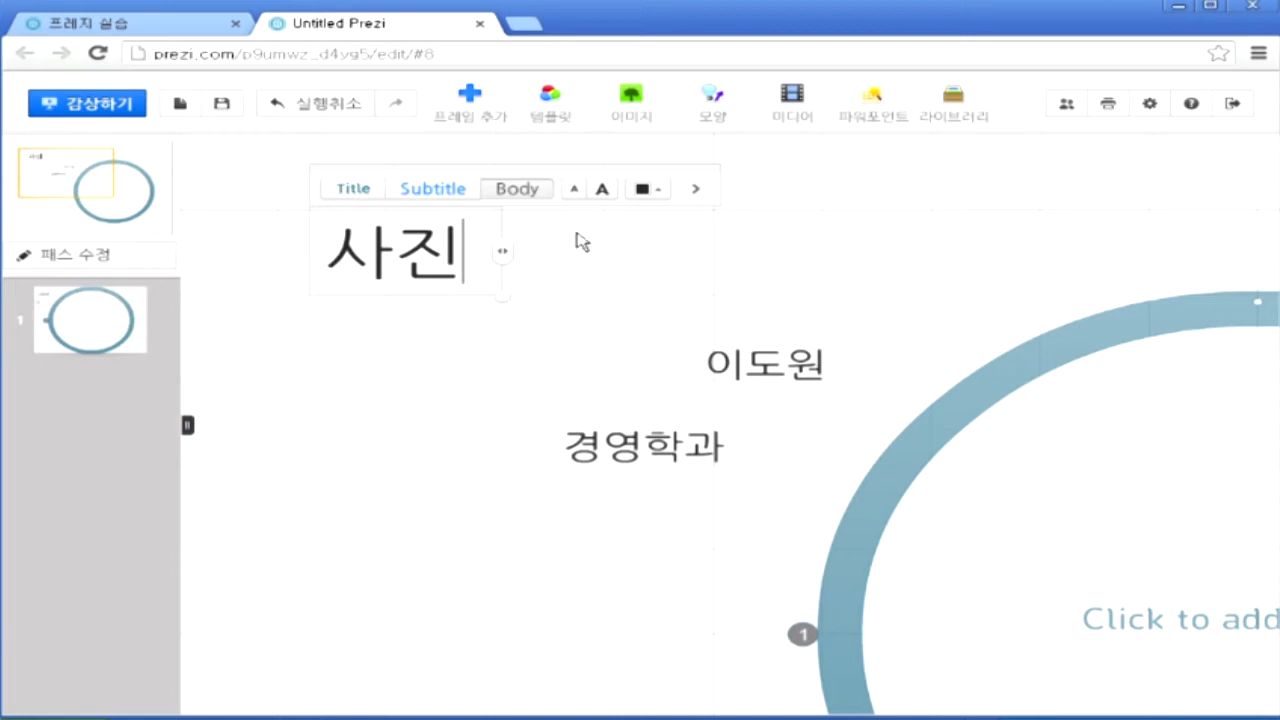 프레지 실습
Untitled Prezi
prezi.com/p9umwz_d4yg5/edit/#8
감상하기
실행취소
프레임 추가
템플릿
이미지
모양
미디어
파워포인트
라이브러리
Title
Subtitle
Body
A
A
사진
패스 수정
1
이도원
경영학과
1
Click to add